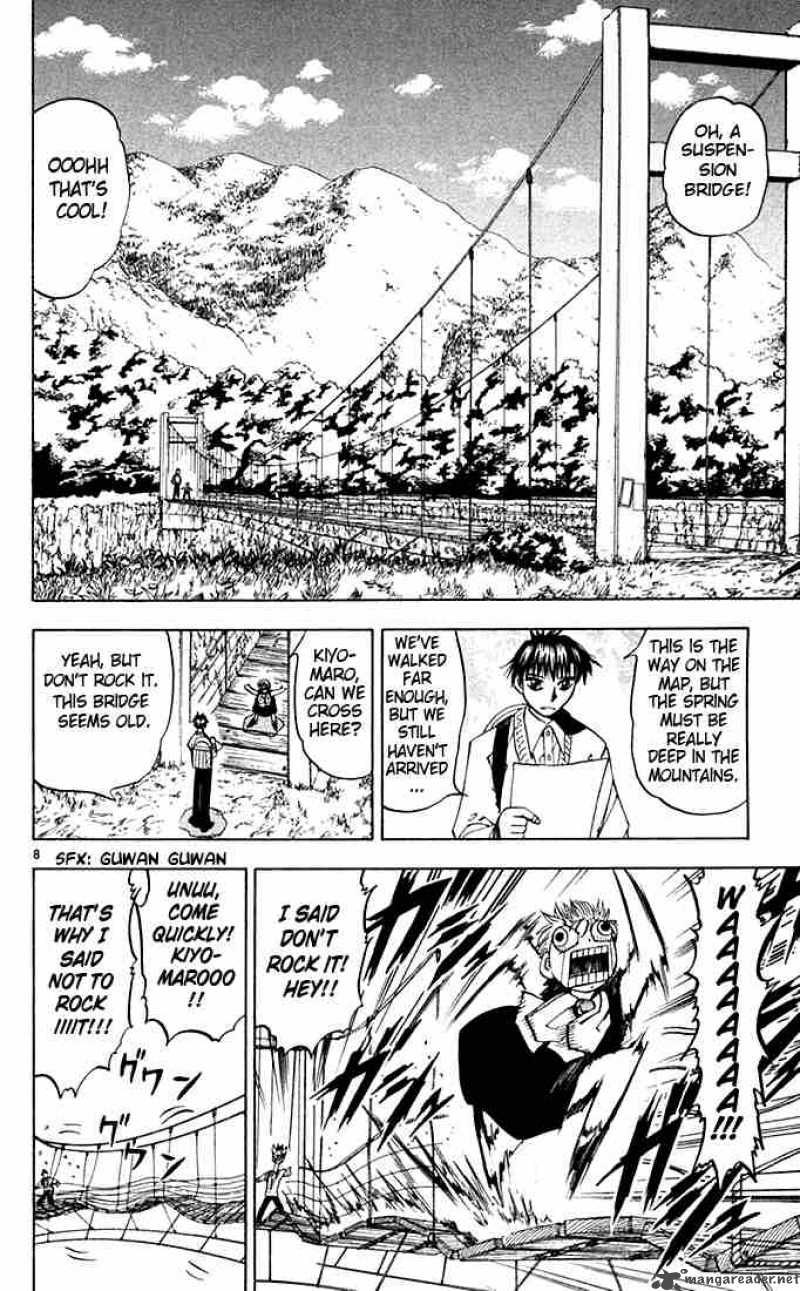 OH, A
SUSPEN-
SION
BRIDGE!
OOOHH
THAT'S
COOL!
THIS IS THE
WAY ON THE
MAP, BUT
THE SPRING
MUST BE
REALLY
DEEP IN THE
MOUNTAINS.
WE'VE
WALKED
FAR
ENOUGH,
BUT WE
STILL
HAVEN'T
ARRIVED
...
KIYO-
MARO,
CAN WE
CROSS
HERE?
YEAH, BUT
DON'T ROCK IT.
THIS BRIDGE
SEEMS OLD.
8
SFX: GUWAN GUWAN
WAAAAAAAAA!!!
I SAID
DON'T
ROCK IT!
HEY!!
UNUU,
COME
QUICKLY!
KIYO-
MAROOO
!!
THAT'S
WHY I
SAID
NOT TO
ROCK
IIIIT!!!
グワン
グワン
mangareader.net